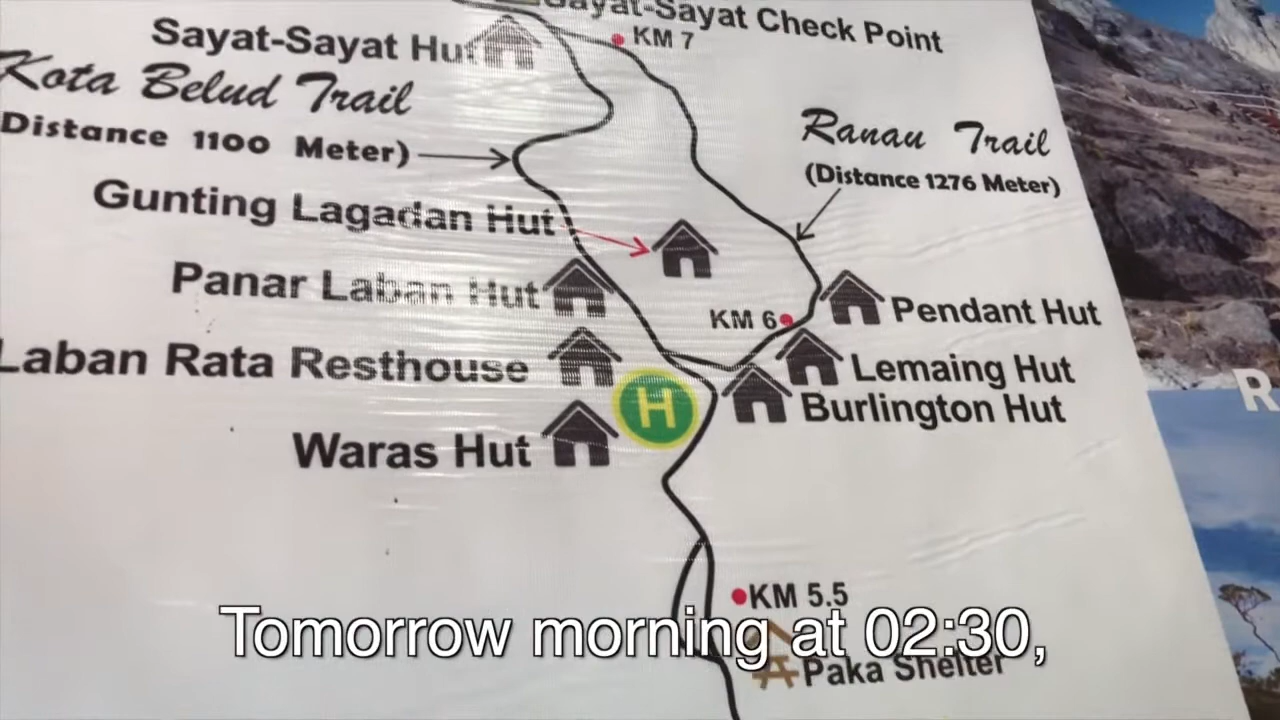 Sayat-Sayat Check Point
Sayat-Sayat Hut
KM 7
Kota Belud Trail
Distance 1100 Meter)
Ranau Trail
(Distance 1276 Meter)
Gunting Lagadan Hut
Panar Laban Hut
KM 6
Pendant Hut
Laban Rata Resthouse
Lemaing Hut
H
Burlington Hut
R
Waras Hut
KM 5.5
Tomorrow morning at 02:30,
Paka Shelter